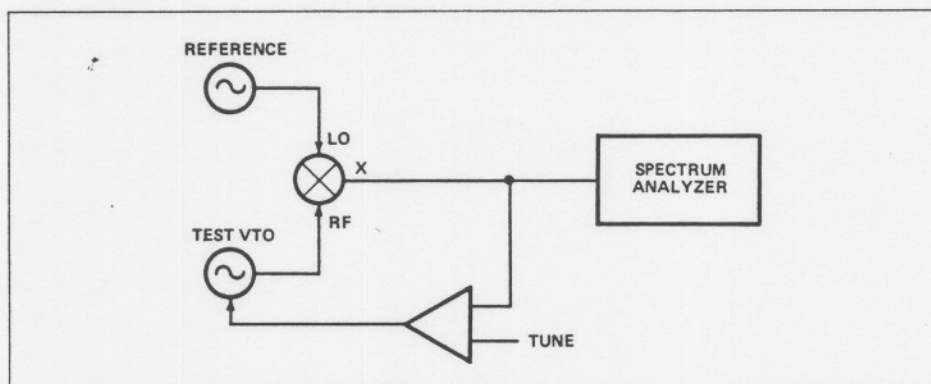 REFERENCE
LO
X
SPECTRUM
ANALYZER
RF
TEST VTO
TUNE